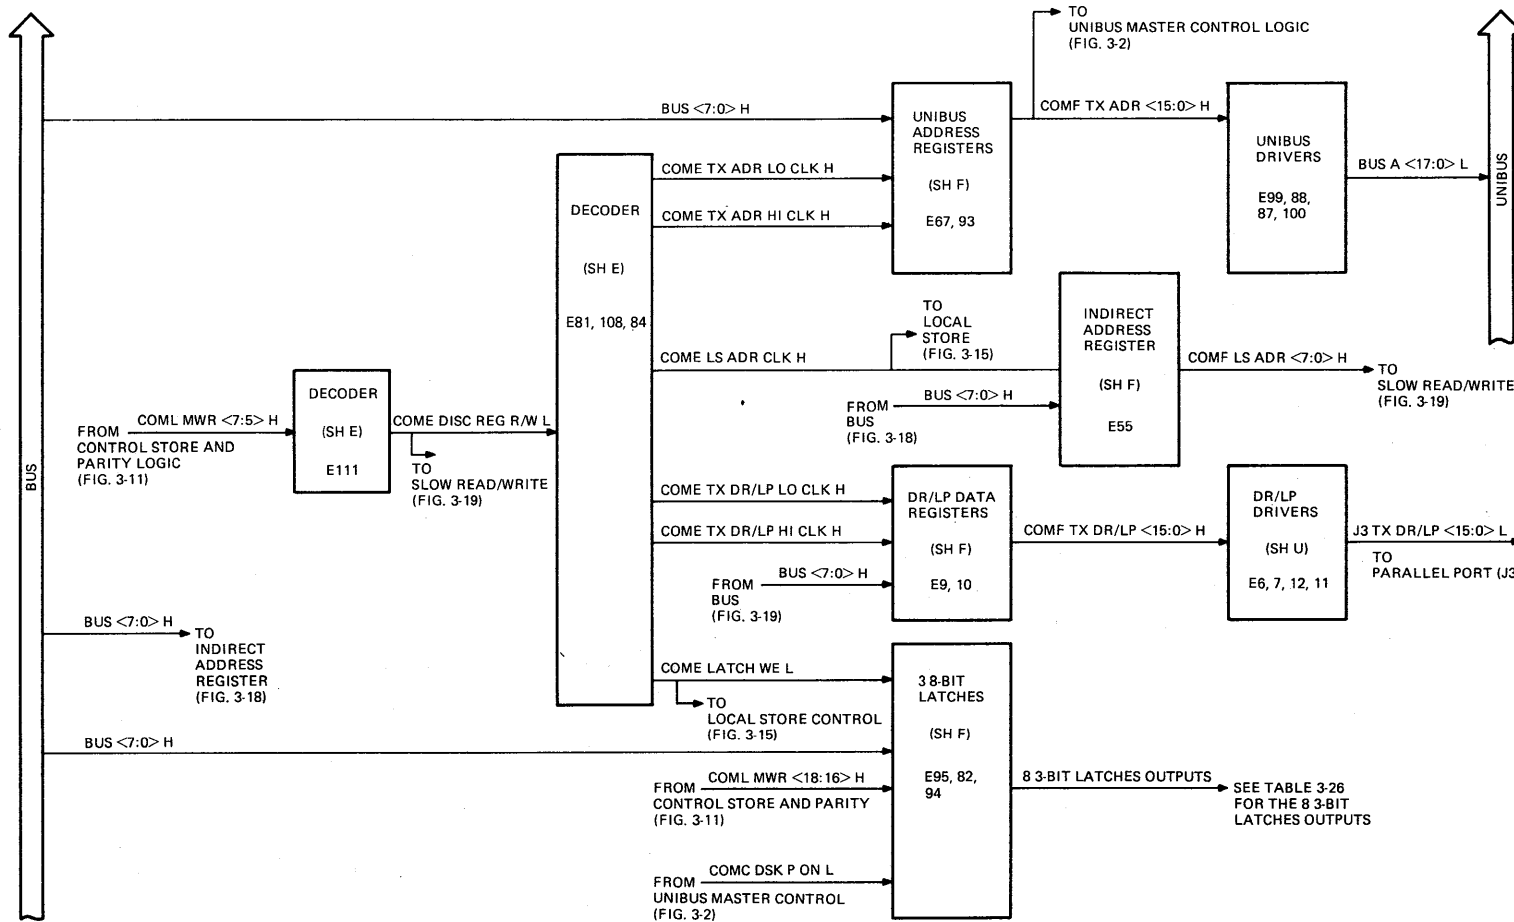 TO
UNIBUS MASTER CONTROL LOGIC
(FIG. 3-2)
BUS <7:0> H
UNIBUS
ADDRESS
REGISTERS
(SH F)
E67, 93
COMF TX ADR <15:0> H
UNIBUS
DRIVERS
E99, 88,
87, 100
BUS A <17:0> L
UNIBUS
COME TX ADR LO CLK H
COME TX ADR HI CLK H
DECODER
(SH E)
E81, 108, 84
COME LS ADR CLK H
TO
LOCAL
STORE
(FIG. 3-15)
INDIRECT
ADDRESS
REGISTER
(SH F)
E55
COMF LS ADR <7:0> H
TO
SLOW READ/WRITE
(FIG. 3-19)
BUS <7:0> H
FROM
BUS
(FIG. 3-18)
BUS
COML MWR <7:5> H
FROM
CONTROL STORE AND
PARITY LOGIC
(FIG. 3-11)
DECODER
(SH E)
E111
COME DISC REG R/W L
TO
SLOW READ/WRITE
(FIG. 3-19)
COME TX DR/LP LO CLK H
COME TX DR/LP HI CLK H
BUS <7:0> H
FROM
BUS
(FIG. 3-19)
DR/LP DATA
REGISTERS
(SH F)
E9, 10
COMF TX DR/LP <15:0> H
DR/LP
DRIVERS
(SH U)
E6, 7, 12, 11
J3 TX DR/LP <15:0> L
TO
PARALLEL PORT (J3
BUS <7:0> H
TO
INDIRECT
ADDRESS
REGISTER
(FIG. 3-18)
COME LATCH WE L
TO
LOCAL STORE CONTROL
(FIG. 3-15)
BUS <7:0> H
3 8-BIT
LATCHES
(SH F)
E95, 82,
94
COML MWR <18:16> H
FROM
CONTROL STORE AND PARITY
(FIG. 3-11)
8 3-BIT LATCHES OUTPUTS
SEE TABLE 3-26
FOR THE 8 3-BIT
LATCHES OUTPUTS
COMC DSK P ON L
FROM
UNIBUS MASTER CONTROL
(FIG. 3-2)